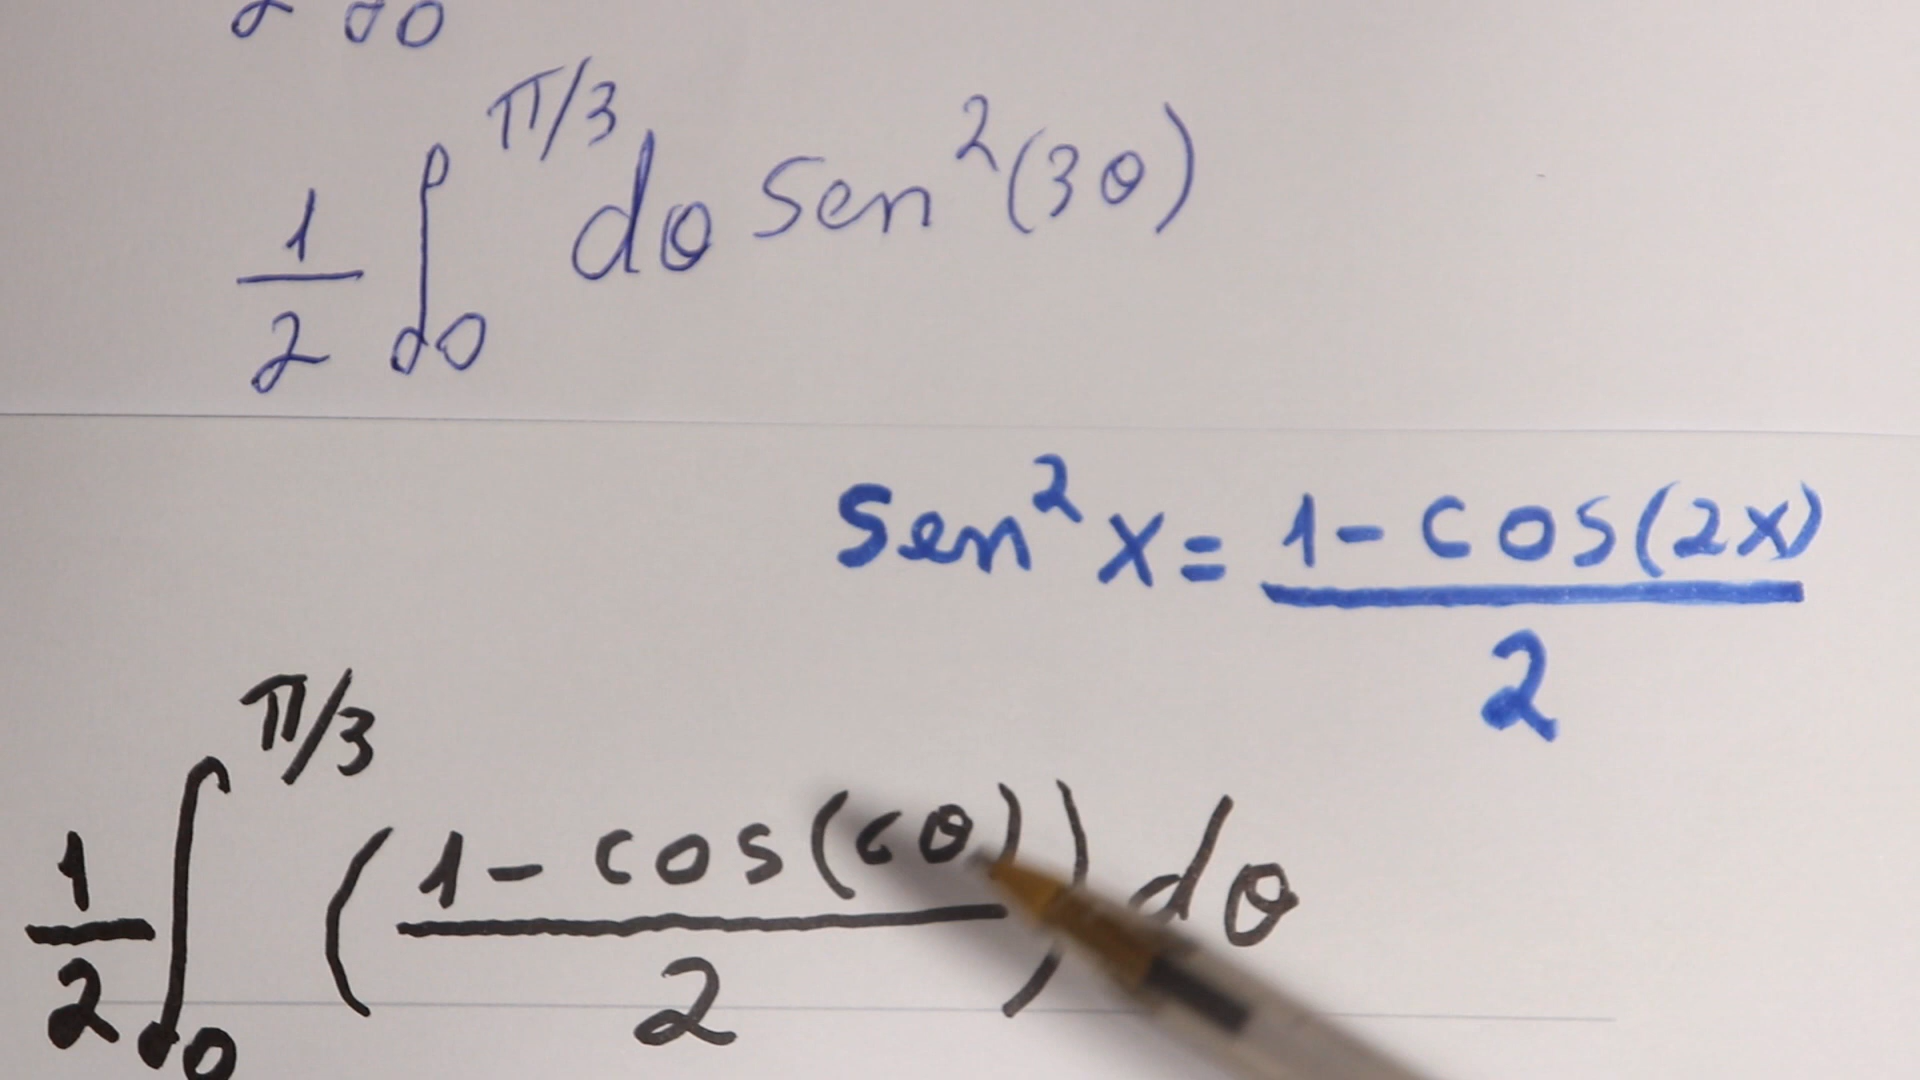 1/2 ∫₀^{π/3} dθ sen²(3θ)
sen²x = (1 - cos(2x))/2
1/2 ∫₀^{π/3} ((1 - cos(6θ))/2) dθ